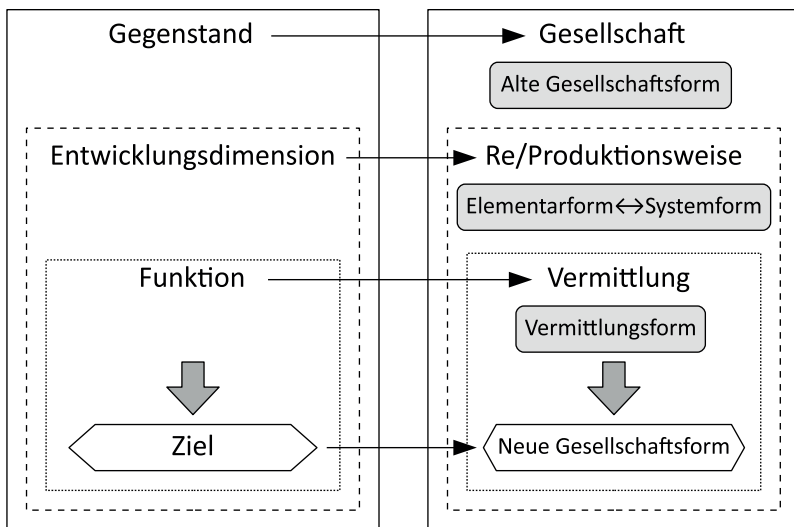 Gegenstand
Gesellschaft
Alte Gesellschaftsform
Entwicklungsdimension
Re/Produktionsweise
Elementarform↔Systemform
Funktion
Vermittlung
Vermittlungsform
Ziel
Neue Gesellschaftsform